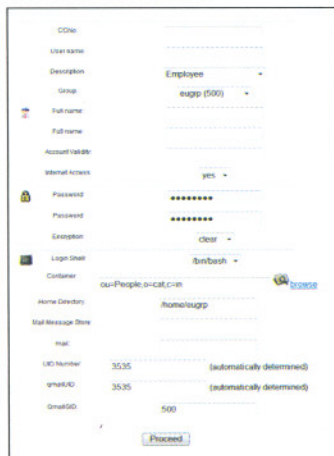 CCNo
User name
Description Employee
Group eugrp (500)
Full name
Full name
Account Validity
Internet Access yes
Password ●●●●●●●●
Password ●●●●●●●●
Encryption clear
Login Shell /bin/bash
Container ou=People,o=cat,c=in browse
Home Directory /home/eugrp
Mail Message Store
mail
UID Number 3535 (automatically determined)
qmailUID 3535 (automatically determined)
QmailGID 500
Proceed